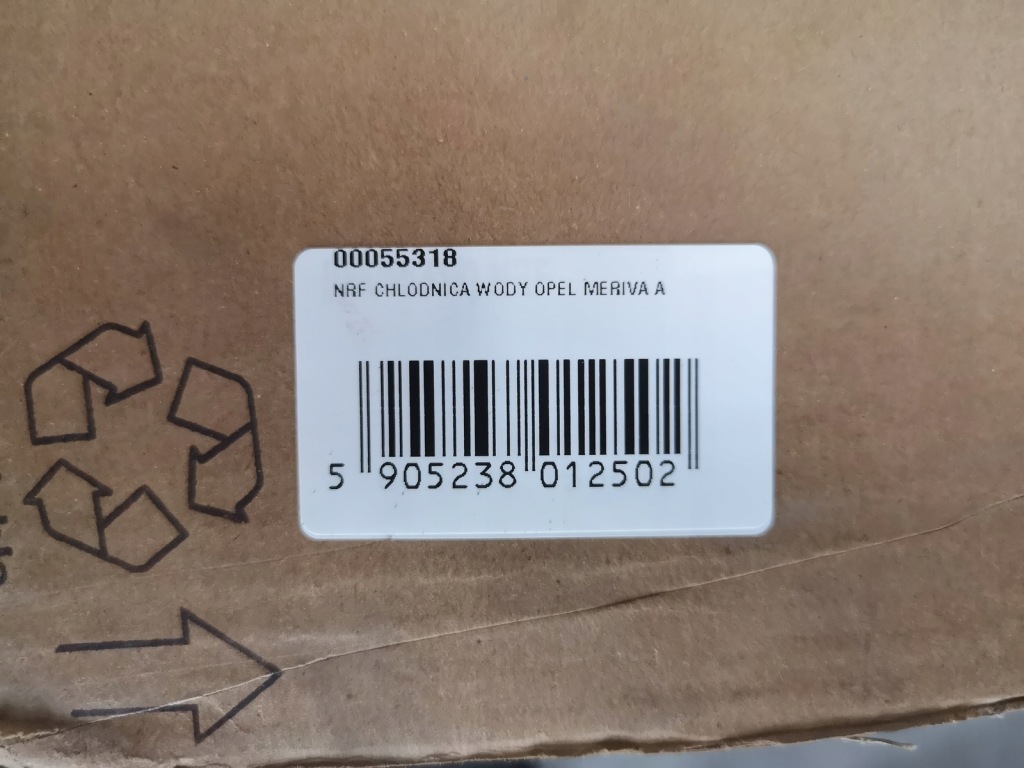 00055318
NRF CHLODNICA WODY OPEL MERIVA A
5 905238 012502